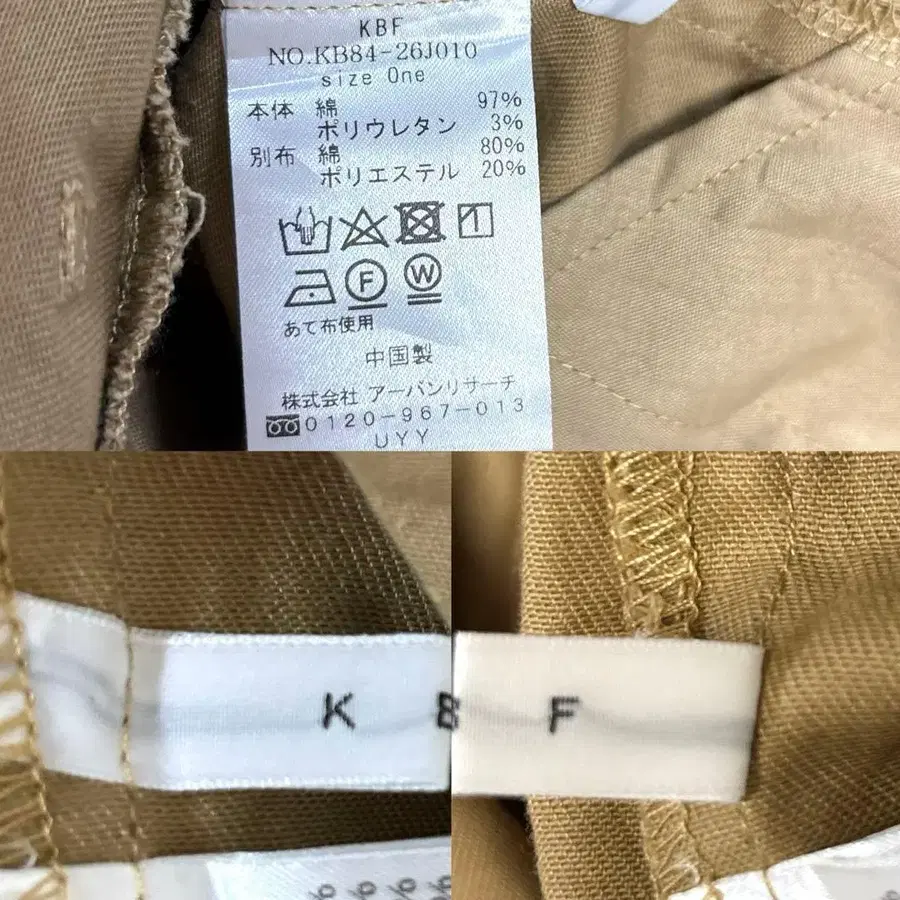 KBF
NO.KB84-26J010
size One
本体 綿 97%
ポリウレタン 3%
別布 綿 80%
ポリエステル 20%
F W
あて布使用
中国製
株式会社 アーバンリサーチ
0120-967-013
UYY
K B F